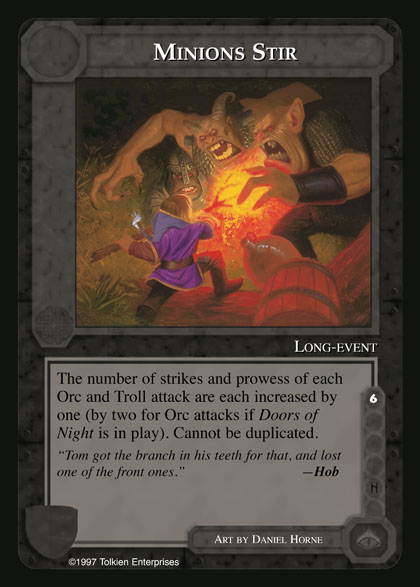 MINIONS STIR
LONG-EVENT
The number of strikes and prowess of each
Orc and Troll attack are each increased by
one (by two for Orc attacks if Doors of
Night is in play). Cannot be duplicated.
“Tom got the branch in his teeth for that, and lost
one of the front ones.” —Hob
6
H
ART BY DANIEL HORNE
©1997 Tolkien Enterprises